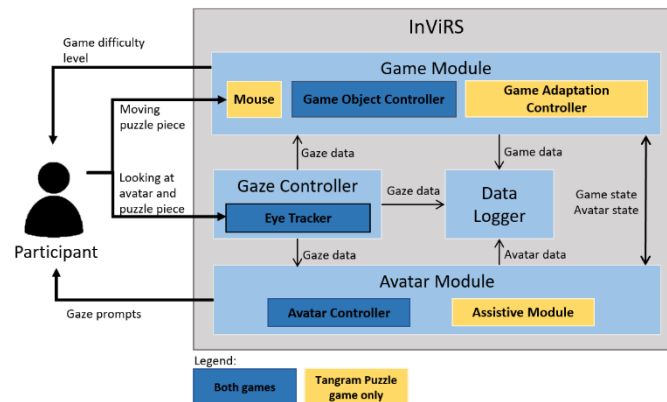 InViRS
Game difficulty
level
Game Module
Mouse
Game Object Controller
Game Adaptation
Controller
Moving
puzzle piece
Gaze data
Game data
Looking at
avatar and
puzzle piece
Gaze Controller
Eye Tracker
Gaze data
Data
Logger
Game state
Avatar state
Participant
Gaze data
Avatar data
Gaze prompts
Avatar Module
Avatar Controller
Assistive Module
Legend:
Both games
Tangram Puzzle
game only